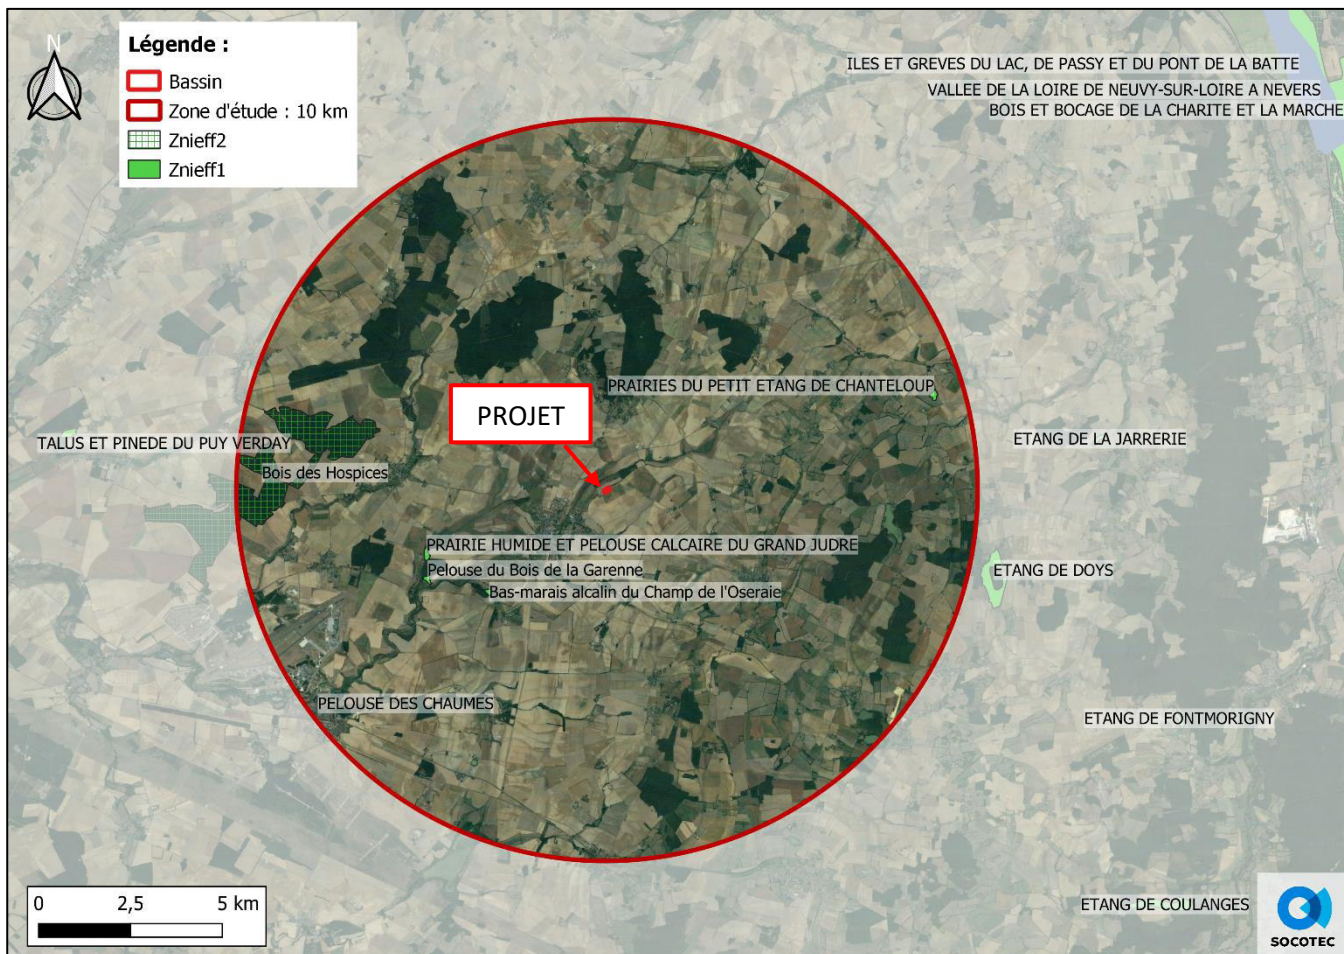 N
Légende :
Bassin
Zone d'étude : 10 km
Znieff2
Znieff1
ILES ET GREVES DU LAC, DE PASSY ET DU PONT DE LA BATTE
VALLEE DE LA LOIRE DE NEUVY-SUR-LOIRE A NEVERS
BOIS ET BOCAGE DE LA CHARITE ET LA MARCHE
PRAIRIES DU PETIT ETANG DE CHANTELOUP
PROJET
TALUS ET PINEDE DU PUY VERDAY
ETANG DE LA JARRERIE
Bois des Hospices
PRAIRIE HUMIDE ET PELOUSE CALCAIRE DU GRAND JUDRE
Pelouse du Bois de la Garenne
ETANG DE DOYS
Bas-marais alcalin du Champ de l'Oseraie
PELOUSE DES CHAUMES
ETANG DE FONTMORIGNY
0 2,5 5 km
ETANG DE COULANGES
SOCOTEC